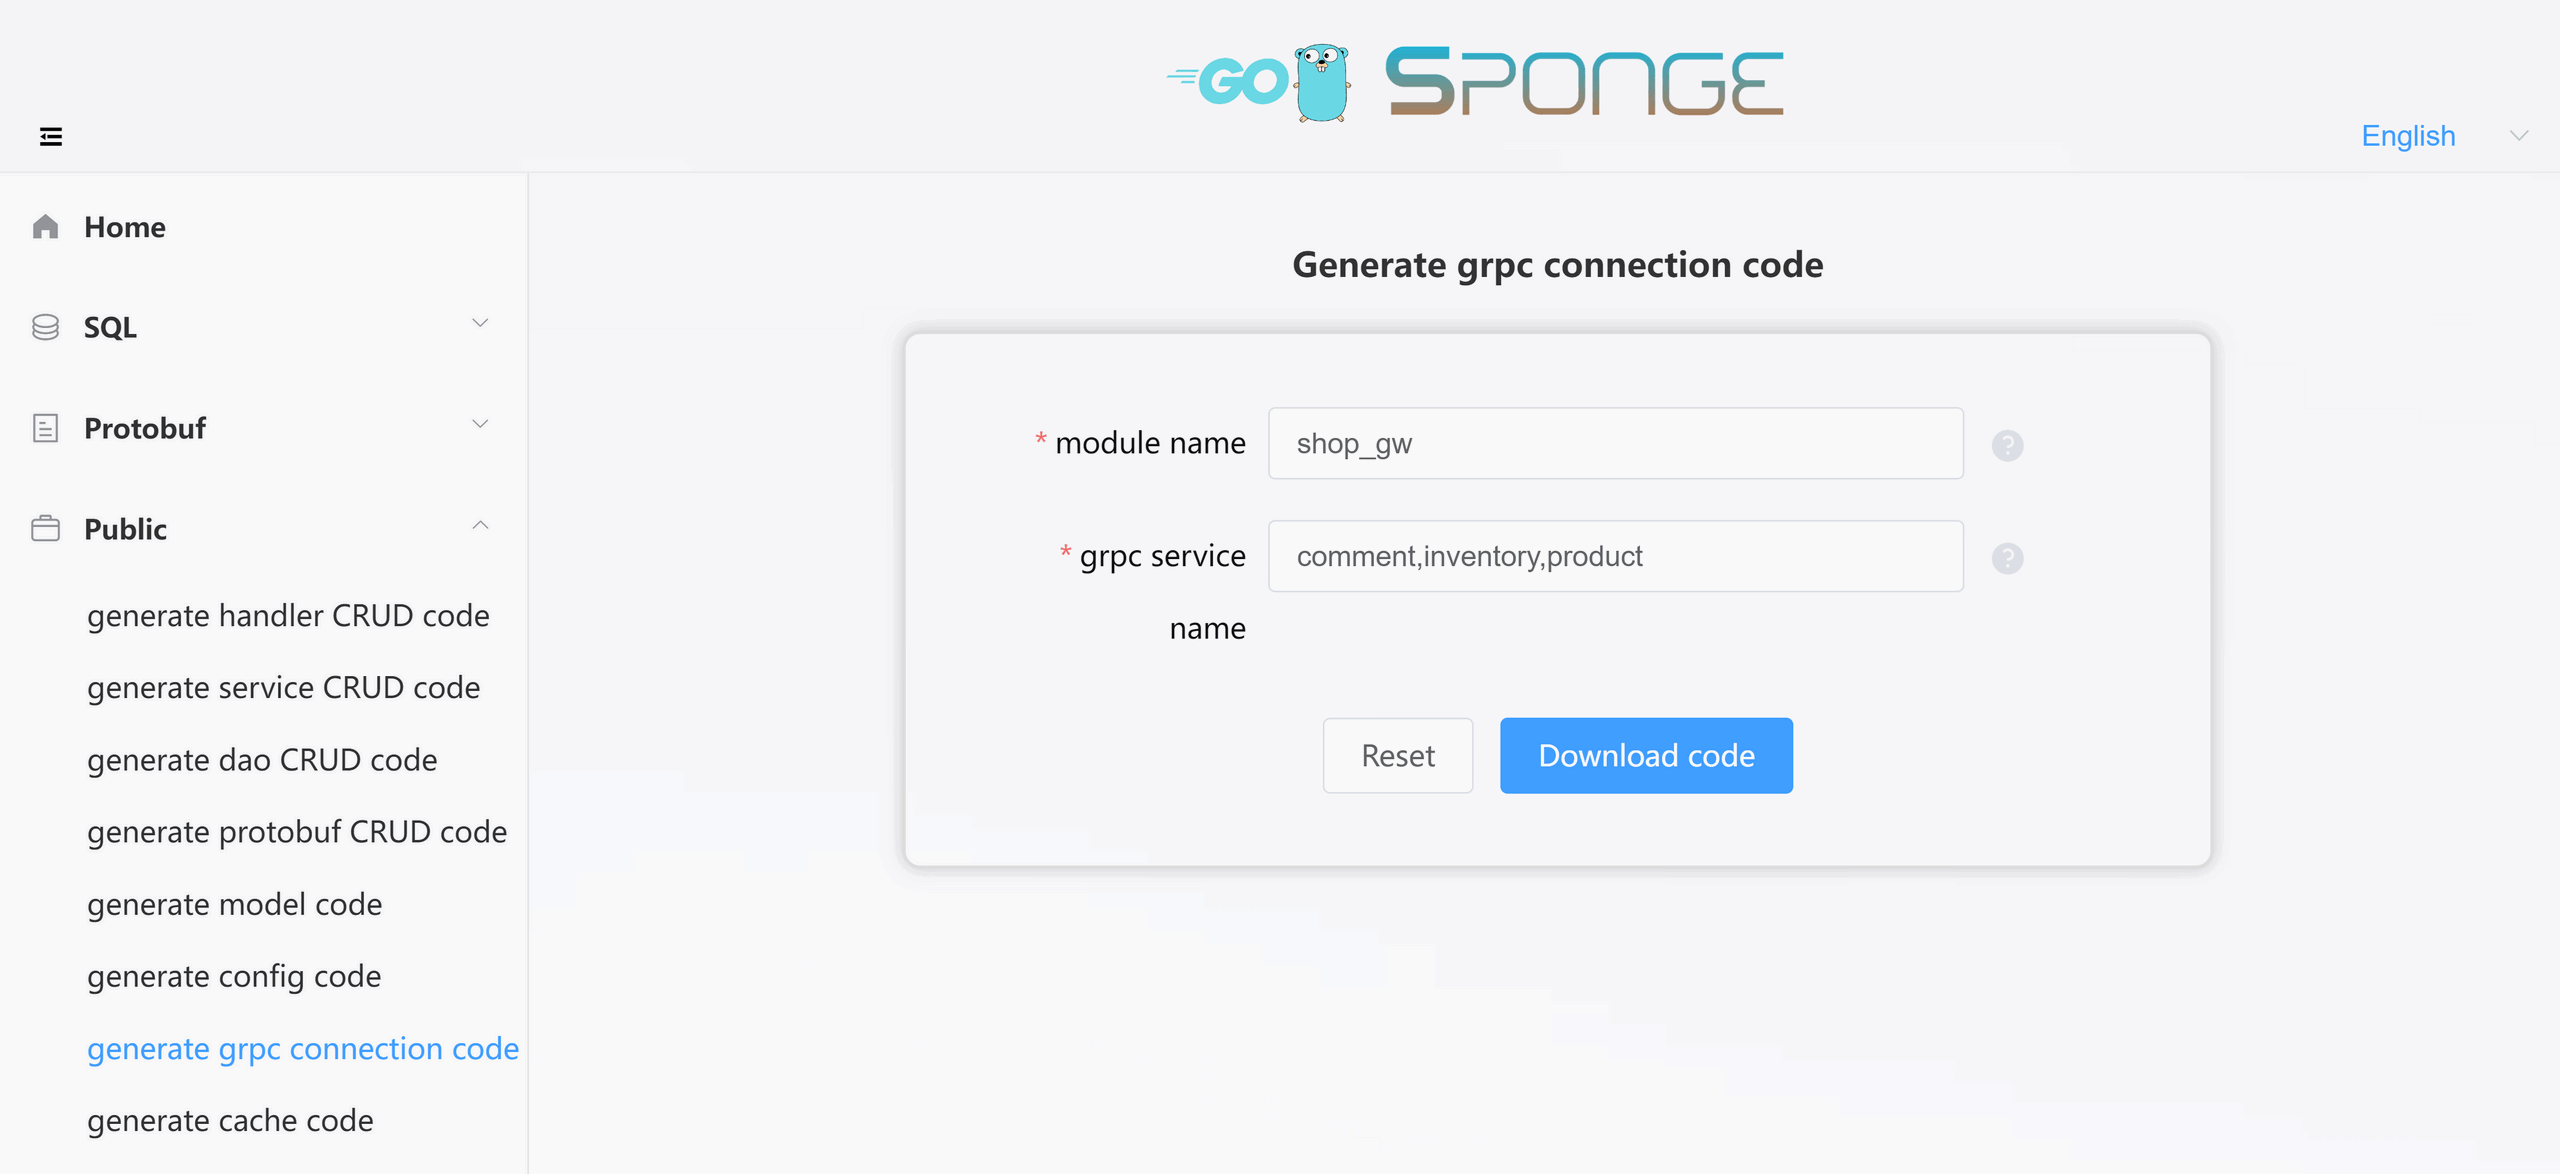 GO SPONGE
English
Home
SQL
Protobuf
Public
generate handler CRUD code
generate service CRUD code
generate dao CRUD code
generate protobuf CRUD code
generate model code
generate config code
generate grpc connection code
generate cache code
Generate grpc connection code
* module name shop_gw ?
* grpc service comment,inventory,product ?
name
Reset Download code